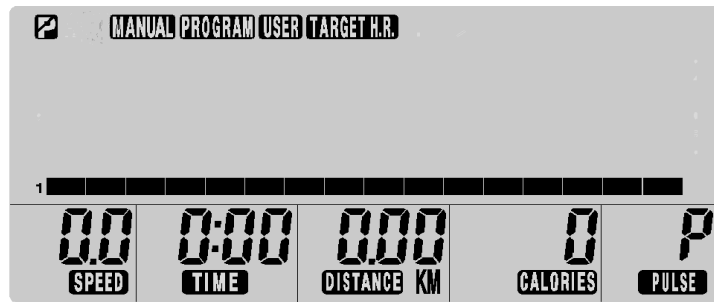 P MANUAL PROGRAM USER TARGET H.R.
1
0.0 0:00 0.00 0 P
SPEED TIME DISTANCE KM CALORIES PULSE